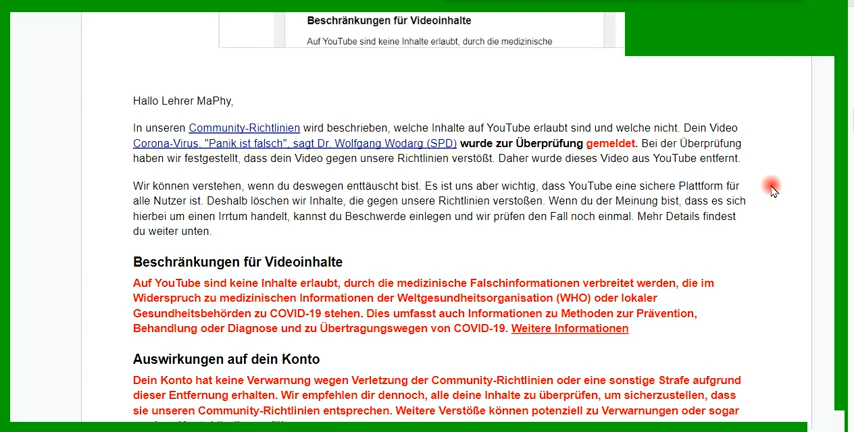 Beschränkungen für Videoinhalte
Auf YouTube sind keine Inhalte erlaubt, durch die medizinische
Hallo Lehrer MaPhy,
In unseren Community-Richtlinien wird beschrieben, welche Inhalte auf YouTube erlaubt sind und welche nicht. Dein Video
Corona-Virus. "Panik ist falsch", sagt Dr. Wolfgang Wodarg (SPD) wurde zur Überprüfung gemeldet. Bei der Überprüfung
haben wir festgestellt, dass dein Video gegen unsere Richtlinien verstößt. Daher wurde dieses Video aus YouTube entfernt.
Wir können verstehen, wenn du deswegen enttäuscht bist. Es ist uns aber wichtig, dass YouTube eine sichere Plattform für
alle Nutzer ist. Deshalb löschen wir Inhalte, die gegen unsere Richtlinien verstoßen. Wenn du der Meinung bist, dass es sich
hierbei um einen Irrtum handelt, kannst du Beschwerde einlegen und wir prüfen den Fall noch einmal. Mehr Details findest
du weiter unten.
Beschränkungen für Videoinhalte
Auf YouTube sind keine Inhalte erlaubt, durch die medizinische Falschinformationen verbreitet werden, die im
Widerspruch zu medizinischen Informationen der Weltgesundheitsorganisation (WHO) oder lokaler
Gesundheitsbehörden zu COVID-19 stehen. Dies umfasst auch Informationen zu Methoden zur Prävention,
Behandlung oder Diagnose und zu Übertragungswegen von COVID-19. Weitere Informationen
Auswirkungen auf dein Konto
Dein Konto hat keine Verwarnung wegen Verletzung der Community-Richtlinien oder eine sonstige Strafe aufgrund
dieser Entfernung erhalten. Wir empfehlen dir dennoch, alle deine Inhalte zu überprüfen, um sicherzustellen, dass
sie unseren Community-Richtlinien entsprechen. Weitere Verstöße können potenziell zu Verwarnungen oder sogar